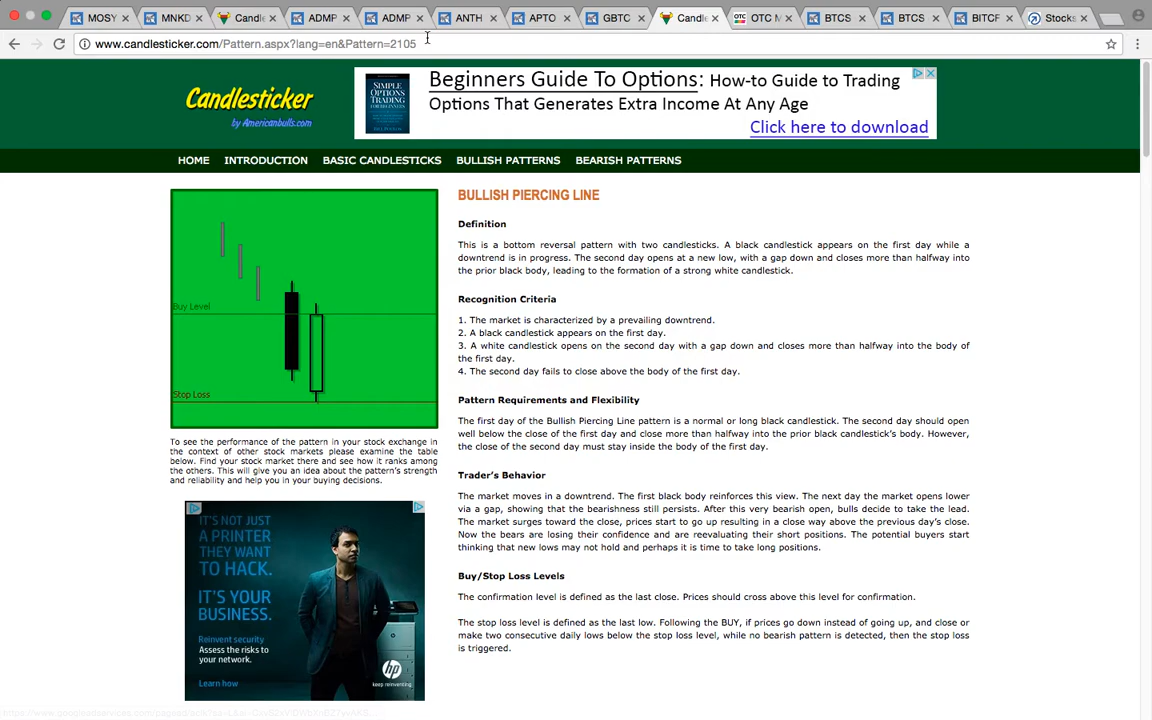 MOSY
MNKD
Candle
ADMP
ADMP
ANTH
APTO
GBTC
Candle
OTC M
BTCS
BTCS
BITCF
Stocks
www.candlesticker.com/Pattern.aspx?lang=en&Pattern=2105
Candlesticker
by Americanbulls.com
SIMPLE OPTIONS TRADING
Beginners Guide To Options: How-to Guide to Trading
Options That Generates Extra Income At Any Age
Click here to download
HOME INTRODUCTION BASIC CANDLESTICKS BULLISH PATTERNS BEARISH PATTERNS
Buy Level
Stop Loss
To see the performance of the pattern in your stock exchange in
the context of other stock markets please examine the table
below. Find your stock market there and see how it ranks among
the others. This will give you an idea about the pattern's strength
and reliability and help you in your buying decisions.
IT'S NOT JUST
A PRINTER
THEY WANT
TO HACK.
IT'S YOUR
BUSINESS.
Reinvent security
Assess the risks to
your network.
Learn how
hp
keep reinventing
BULLISH PIERCING LINE
Definition
This is a bottom reversal pattern with two candlesticks. A black candlestick appears on the first day while a
downtrend is in progress. The second day opens at a new low, with a gap down and closes more than halfway into
the prior black body, leading to the formation of a strong white candlestick.
Recognition Criteria
1. The market is characterized by a prevailing downtrend.
2. A black candlestick appears on the first day.
3. A white candlestick opens on the second day with a gap down and closes more than halfway into the body of
the first day.
4. The second day fails to close above the body of the first day.
Pattern Requirements and Flexibility
The first day of the Bullish Piercing Line pattern is a normal or long black candlestick. The second day should open
well below the close of the first day and close more than halfway into the prior black candlestick's body. However,
the close of the second day must stay inside the body of the first day.
Trader's Behavior
The market moves in a downtrend. The first black body reinforces this view. The next day the market opens lower
via a gap, showing that the bearishness still persists. After this very bearish open, bulls decide to take the lead.
The market surges toward the close, prices start to go up resulting in a close way above the previous day's close.
Now the bears are losing their confidence and are reevaluating their short positions. The potential buyers start
thinking that new lows may not hold and perhaps it is time to take long positions.
Buy/Stop Loss Levels
The confirmation level is defined as the last close. Prices should cross above this level for confirmation.
The stop loss level is defined as the last low. Following the BUY, if prices go down instead of going up, and close or
make two consecutive daily lows below the stop loss level, while no bearish pattern is detected, then the stop loss
is triggered.